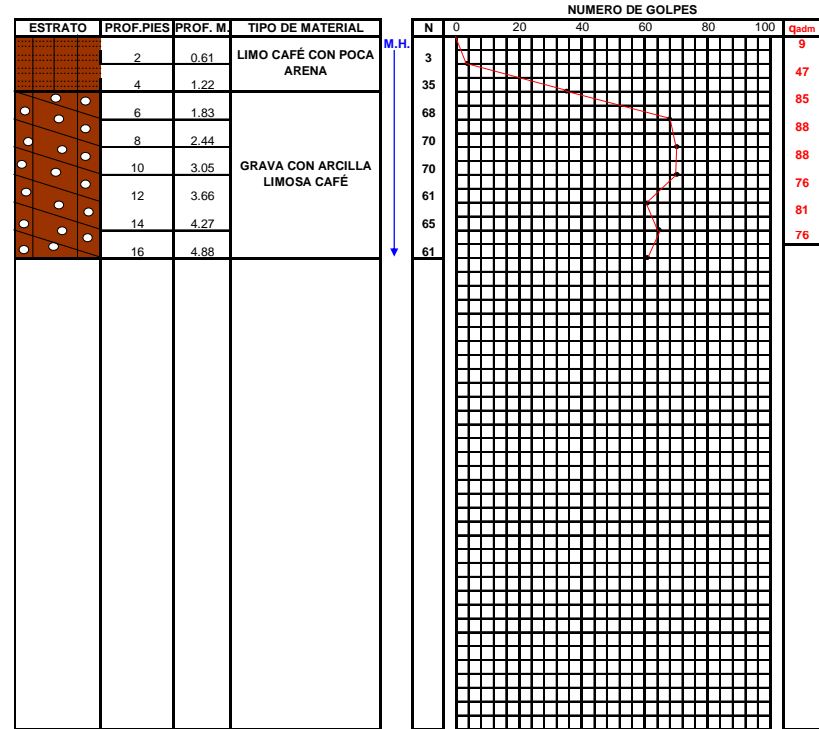 NUMERO DE GOLPES
ESTRATO PROF.PIES PROF. M. TIPO DE MATERIAL N 0 20 40 60 80 100 qadm
M.H. 9
2 0.61 LIMO CAFÉ CON POCA 3
ARENA 47
4 1.22 35
85
6 1.83 68
88
8 2.44 70
88
10 3.05 GRAVA CON ARCILLA 70
LIMOSA CAFÉ 76
12 3.66 61
81
14 4.27 65
76
16 4.88 61